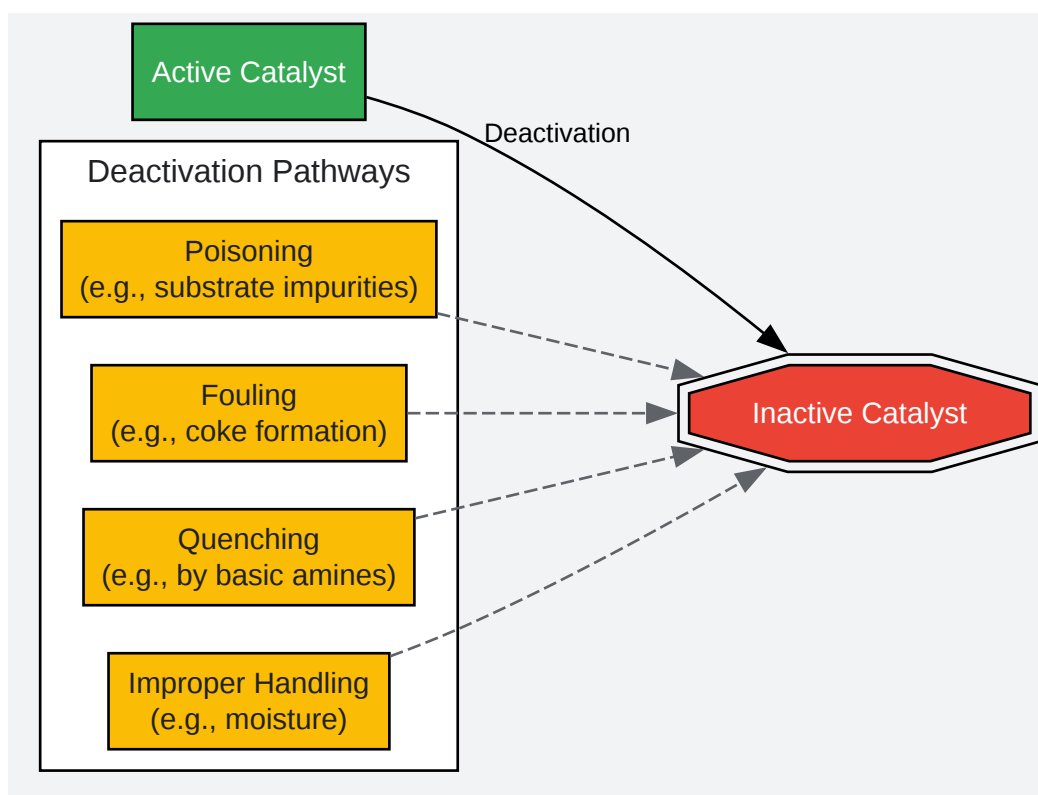 Active Catalyst
Deactivation
Deactivation Pathways
Poisoning
(e.g., substrate impurities)
Fouling
(e.g., coke formation)
Inactive Catalyst
Quenching
(e.g., by basic amines)
Improper Handling
(e.g., moisture)